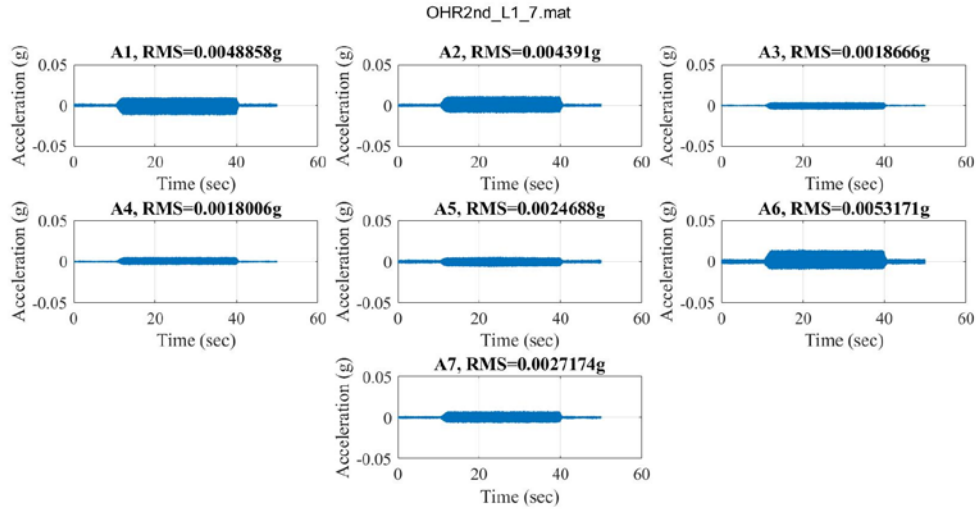 OHR2nd_L1_7.mat
A1, RMS=0.0048858g
A2, RMS=0.004391g
A3, RMS=0.0018666g
Acceleration (g)
0.05
0
-0.05
0
20
40
60
Time (sec)
Acceleration (g)
0.05
0
-0.05
0
20
40
60
Time (sec)
Acceleration (g)
0.05
0
-0.05
0
20
40
60
Time (sec)
A4, RMS=0.0018006g
A5, RMS=0.0024688g
A6, RMS=0.0053171g
Acceleration (g)
0.05
0
-0.05
0
20
40
60
Time (sec)
Acceleration (g)
0.05
0
-0.05
0
20
40
60
Time (sec)
Acceleration (g)
0.05
0
-0.05
0
20
40
60
Time (sec)
A7, RMS=0.0027174g
Acceleration (g)
0.05
0
-0.05
0
20
40
60
Time (sec)